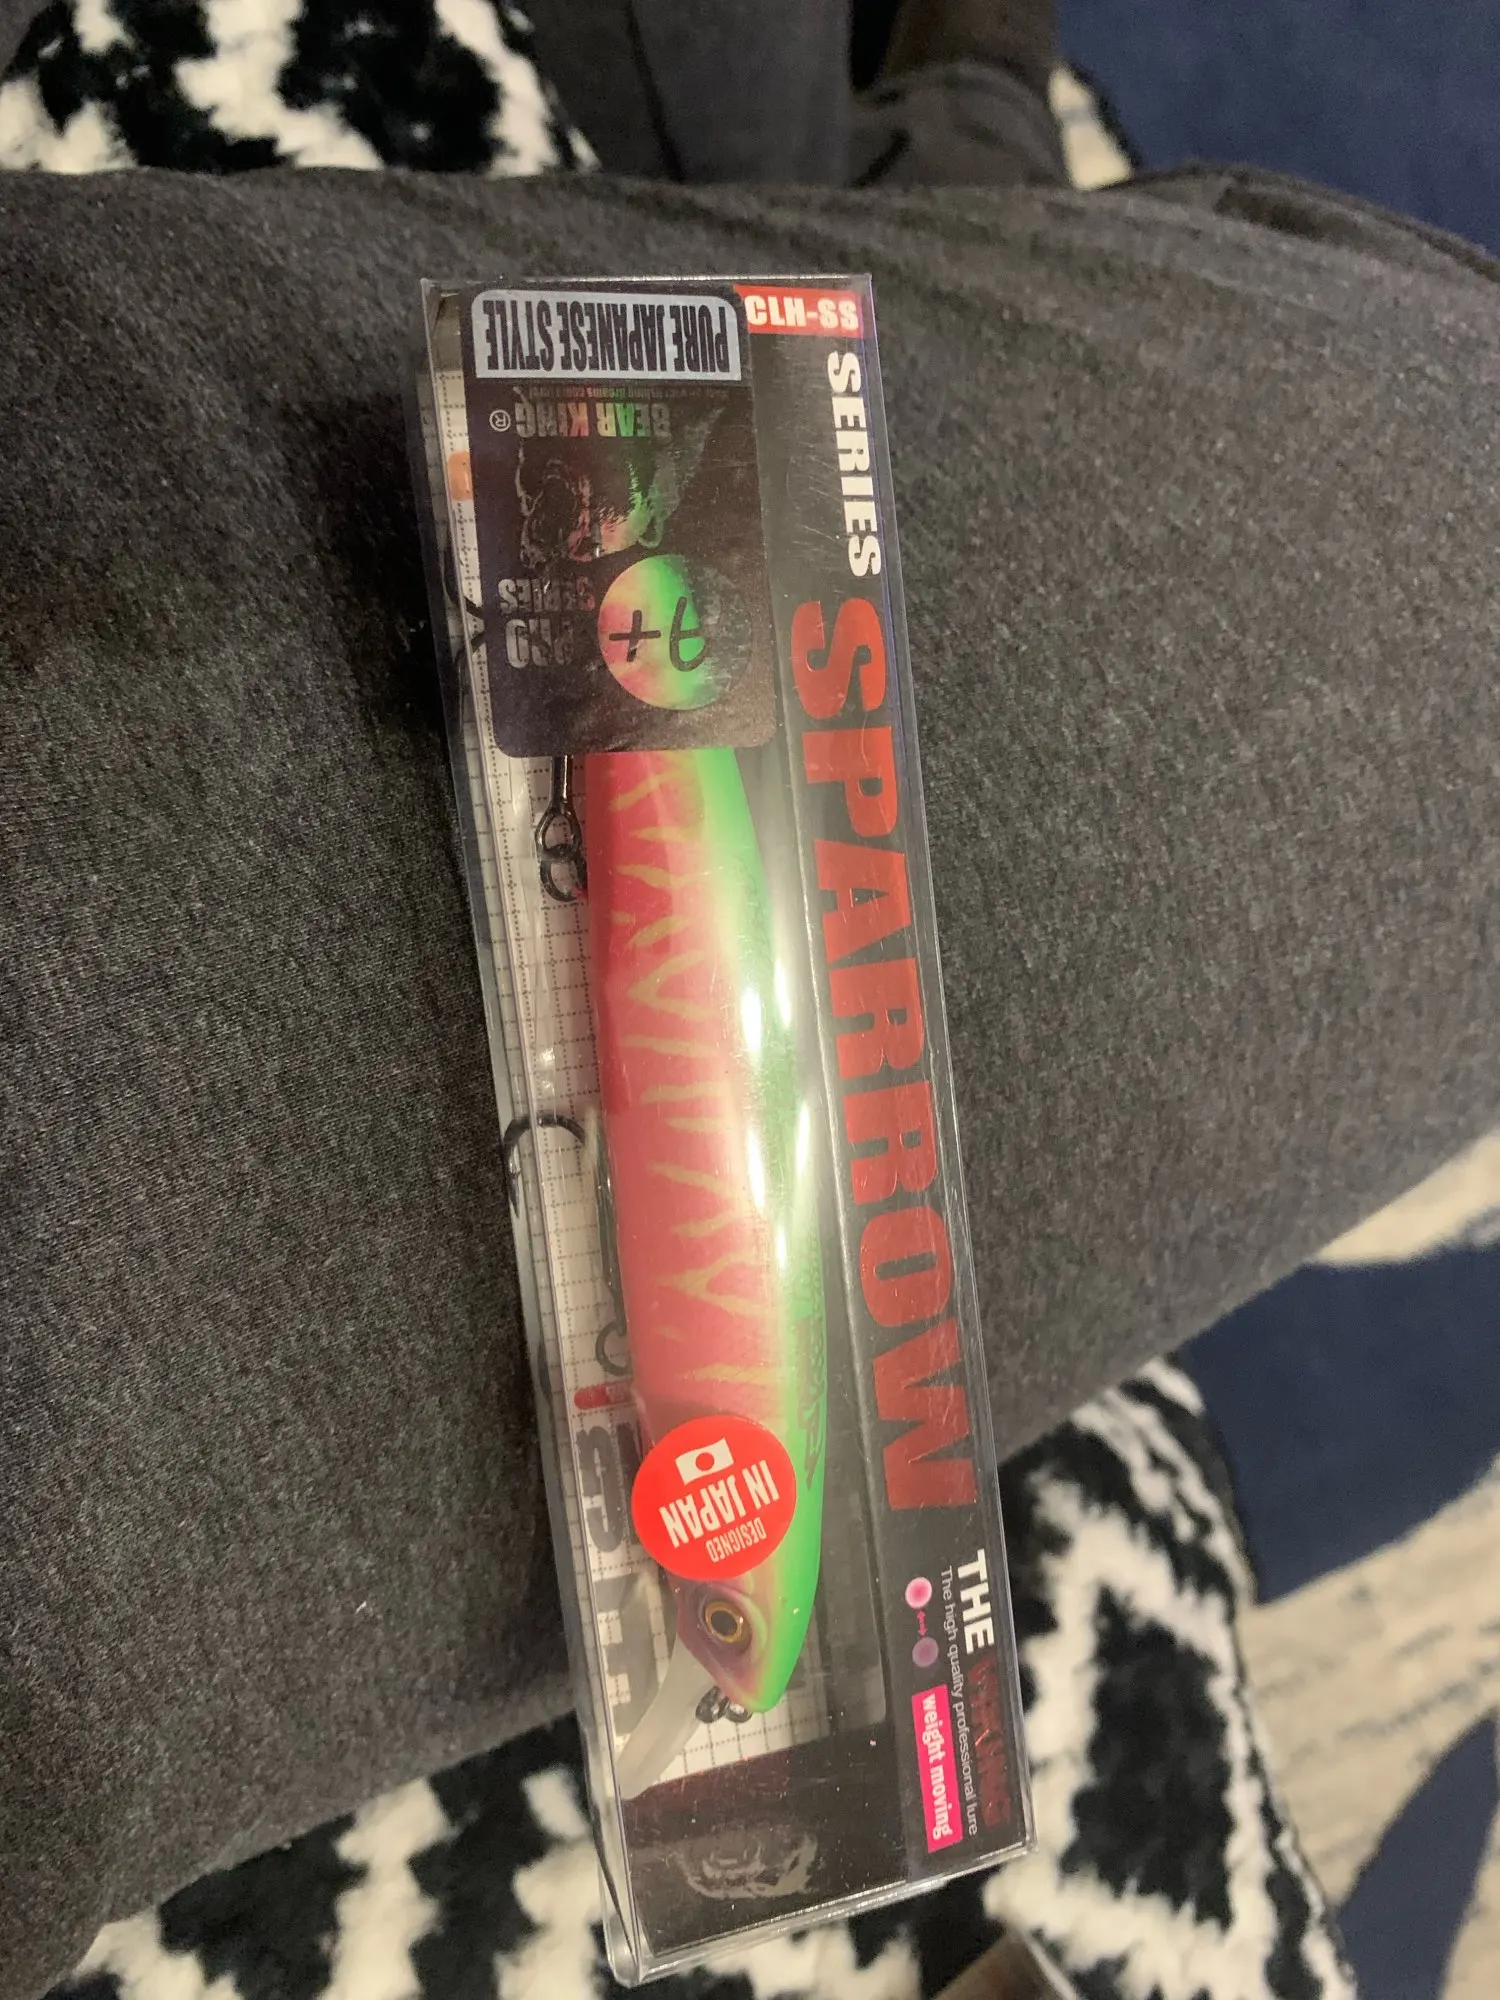 CLH-SS
SERIES SPARROW THE
The high quality professional lure
weight moving
PURE JAPANESE STYLE
BEAR KING®
PRO
SERIES
DESIGNED
IN JAPAN